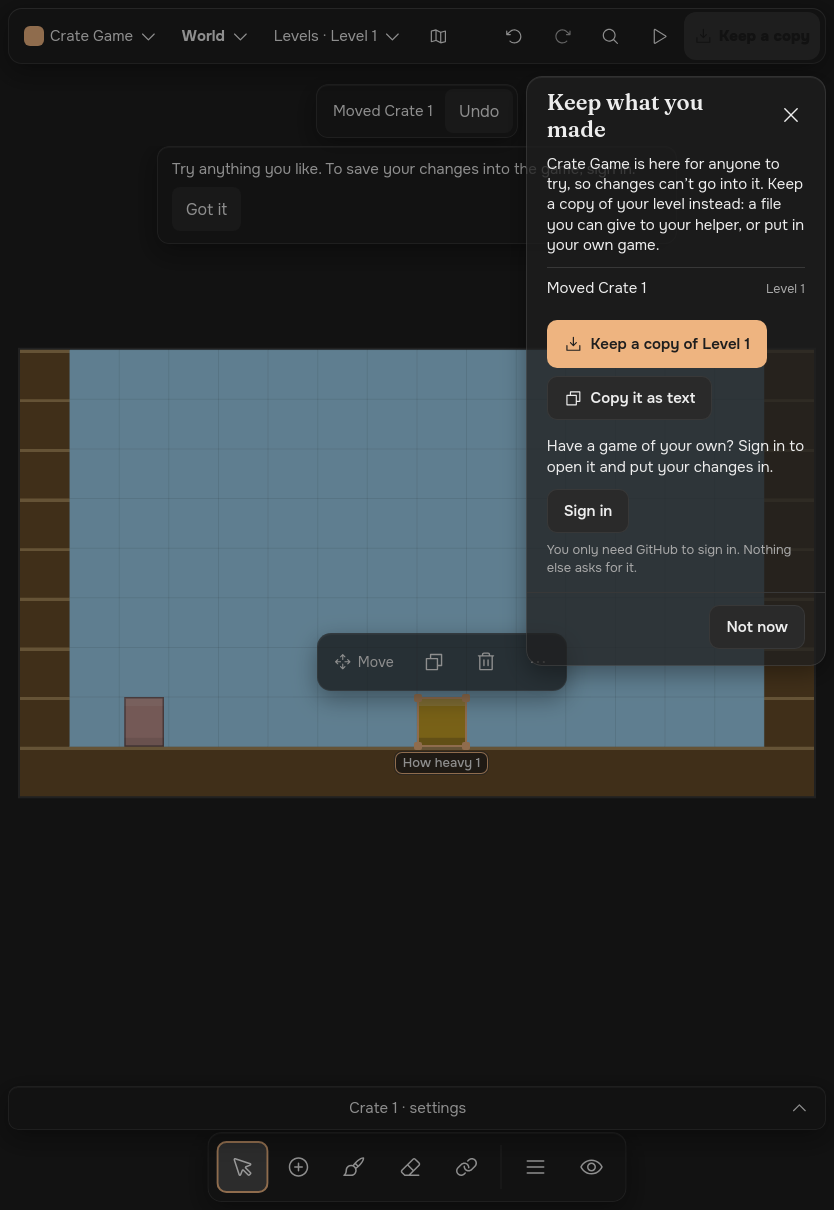 Crate Game
World
Levels · Level 1
Keep a copy
Moved Crate 1
Undo
Try anything you like. To save your changes into the game, sign in.
Got it
Keep what you
made
Crate Game is here for anyone to
try, so changes can’t go into it. Keep
a copy of your level instead: a file
you can give to your helper, or put in
your own game.
Moved Crate 1
Level 1
Keep a copy of Level 1
Copy it as text
Have a game of your own? Sign in to
open it and put your changes in.
Sign in
You only need GitHub to sign in. Nothing
else asks for it.
Not now
Move
How heavy 1
Crate 1 · settings